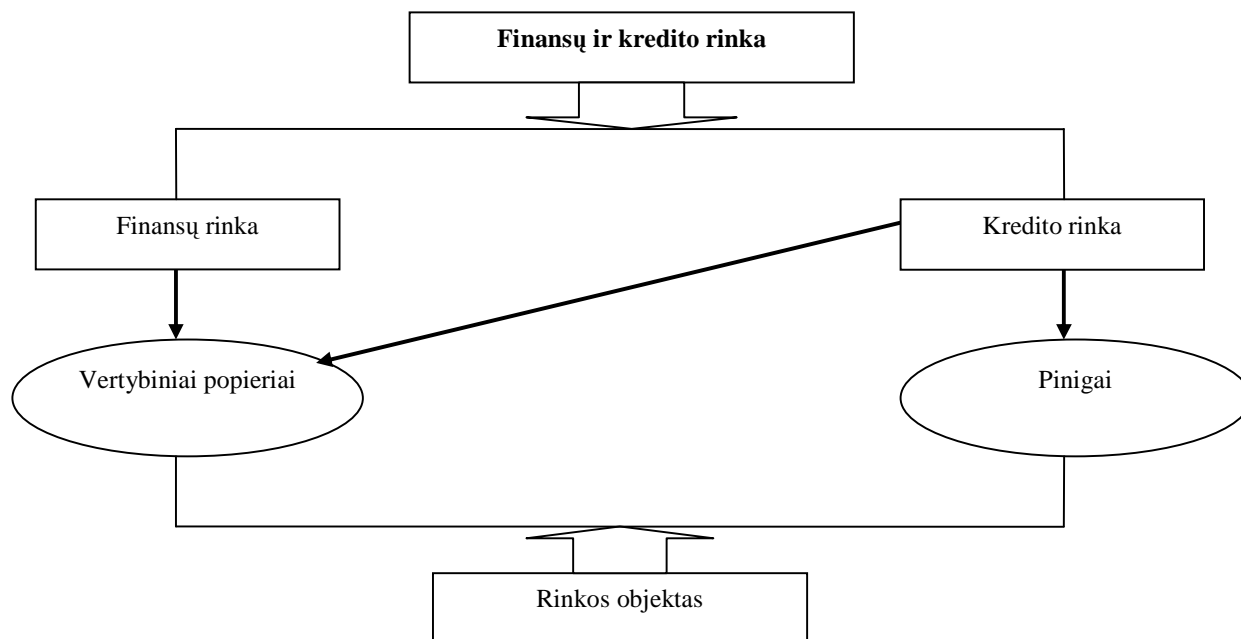 Finansų ir kredito rinka
Finansų rinka
Kredito rinka
Vertybiniai popieriai
Pinigai
Rinkos objektas